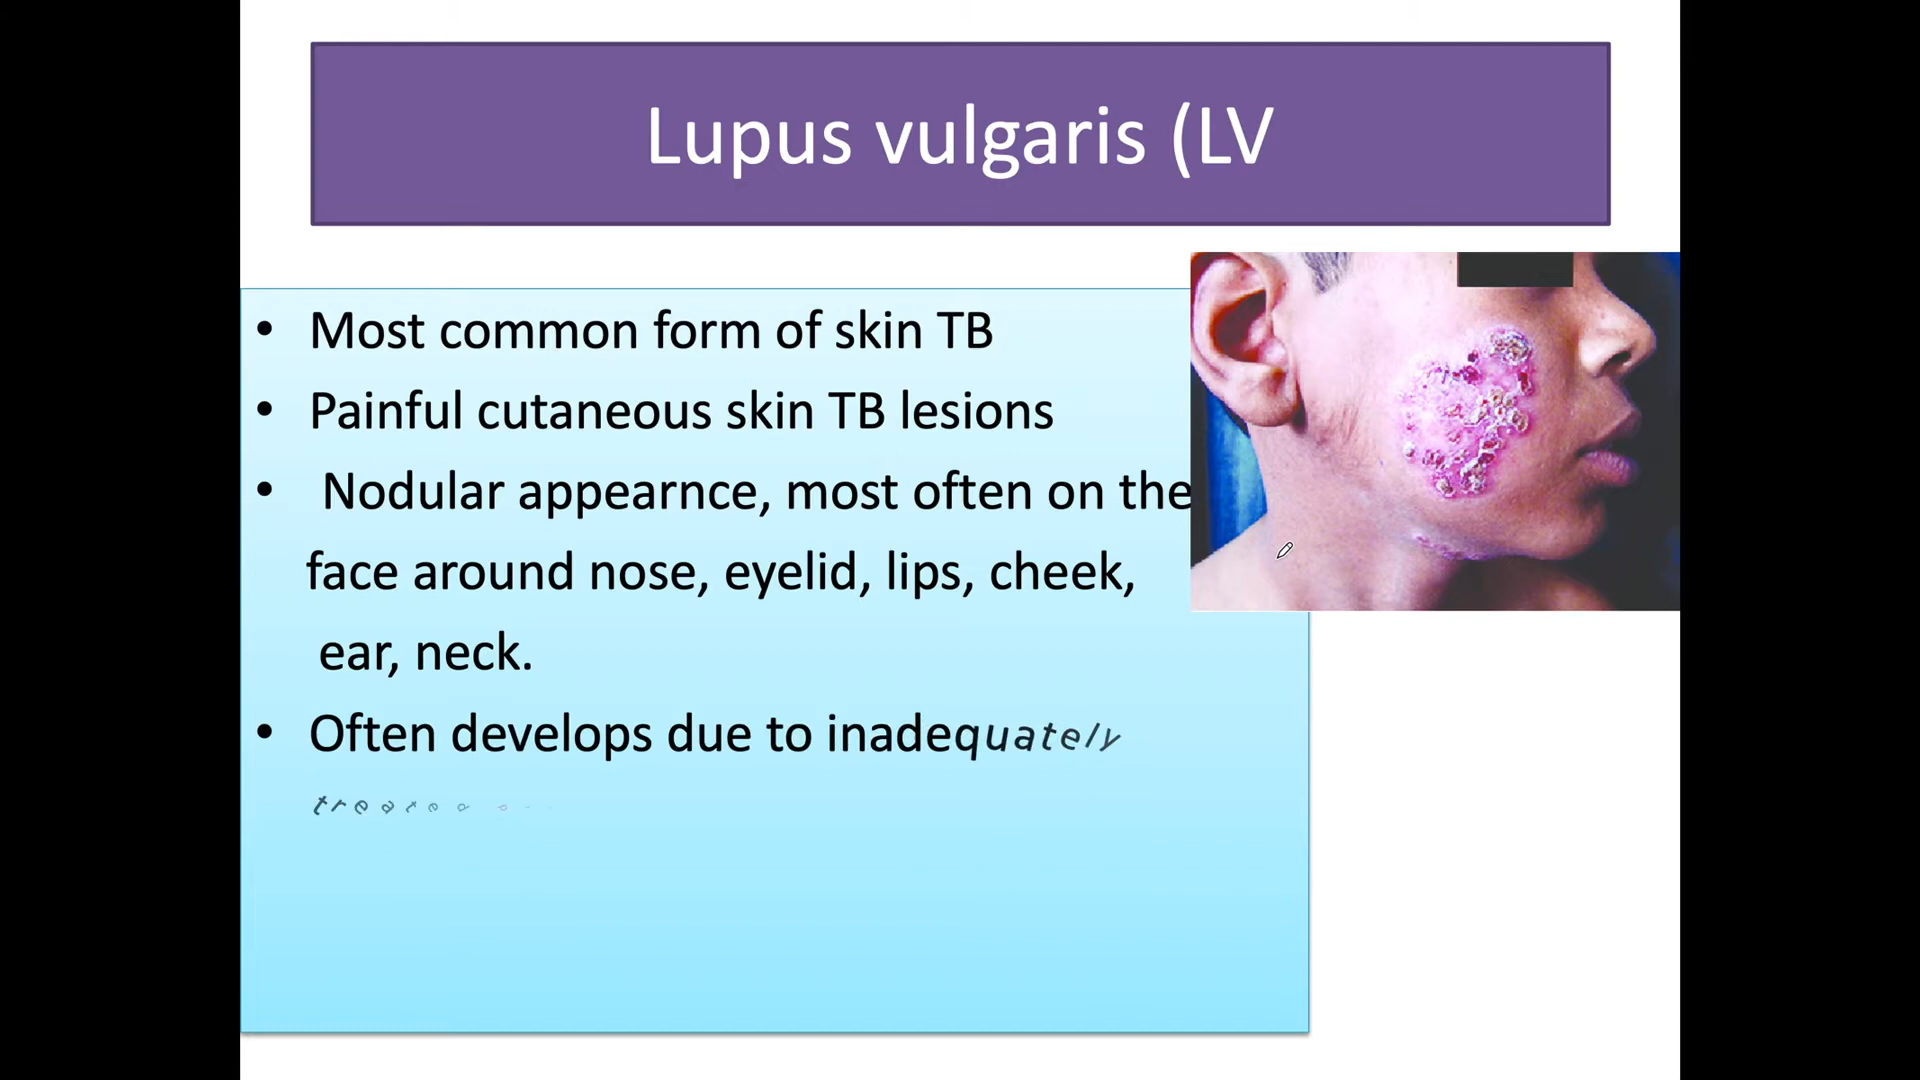 Lupus vulgaris (LV
• Most common form of skin TB
• Painful cutaneous skin TB lesions
• Nodular appearnce, most often on the
face around nose, eyelid, lips, cheek,
ear, neck.
• Often develops due to inadequately
treated